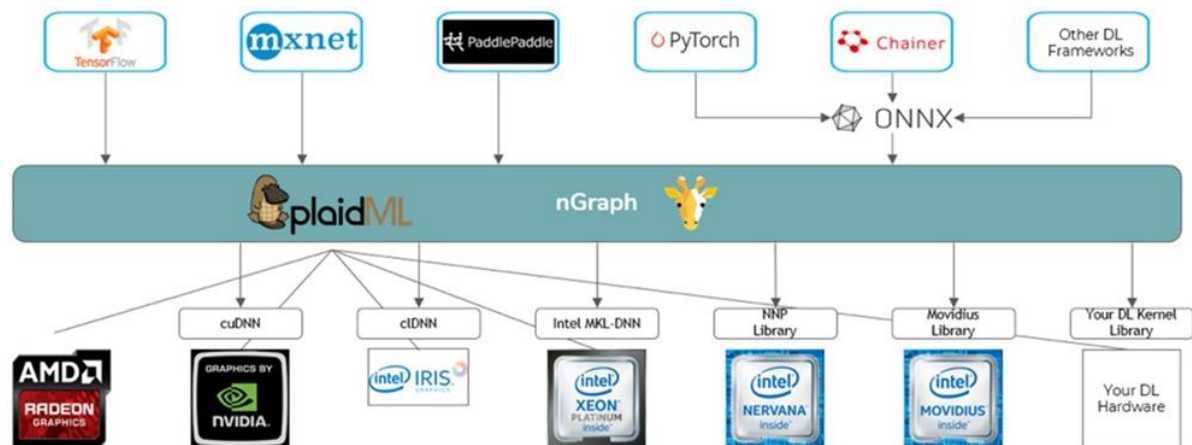 TensorFlow
mxnet
PaddlePaddle
PyTorch
Chainer
Other DL
Frameworks
ONNX
plaidML
nGraph
cuDNN
clDNN
Intel MKL-DNN
NNP
Library
Movidius
Library
Your DL Kernel
Library
AMD
RADEON
GRAPHICS
GRAPHICS BY
NVIDIA.
intel IRIS
GRAPHICS
intel
XEON
PLATINUM
inside
intel
NERVANA
inside
intel
MOVIDIUS
inside
Your DL
Hardware